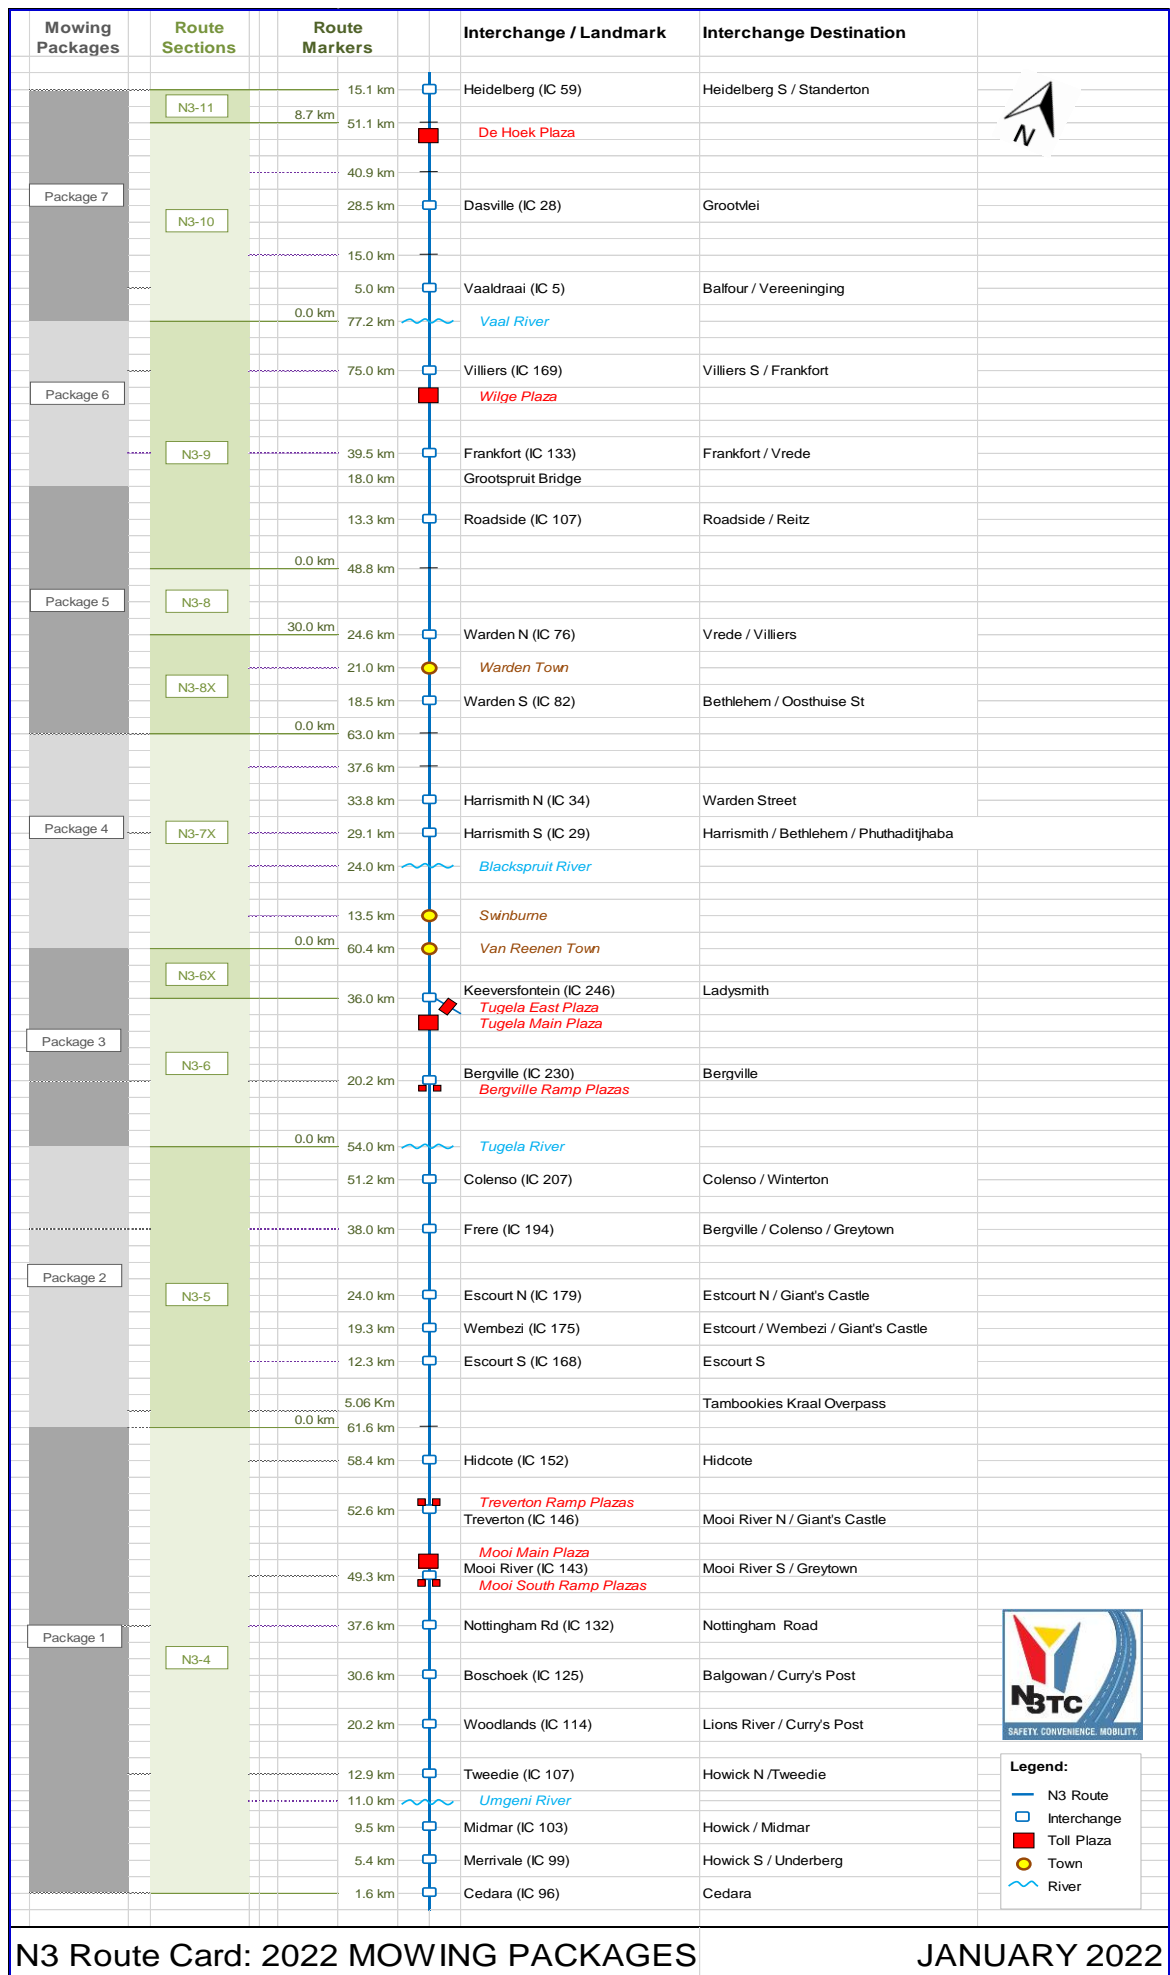 Mowing Packages
Route Sections
Route Markers
Interchange / Landmark
Interchange Destination
15.1 km Heidelberg (IC 59) Heidelberg S / Standerton
N3-11
8.7 km
51.1 km
De Hoek Plaza
N
40.9 km
Package 7
28.5 km Dasville (IC 28) Grootvlei
N3-10
15.0 km
5.0 km Vaaldraai (IC 5) Balfour / Vereeninging
0.0 km
77.2 km Vaal River
75.0 km Villiers (IC 169) Villiers S / Frankfort
Package 6
Wilge Plaza
N3-9
39.5 km Frankfort (IC 133) Frankfort / Vrede
18.0 km Grootspruit Bridge
13.3 km Roadside (IC 107) Roadside / Reitz
0.0 km
48.8 km
Package 5
N3-8
30.0 km
24.6 km Warden N (IC 76) Vrede / Villiers
21.0 km Warden Town
N3-8X
18.5 km Warden S (IC 82) Bethlehem / Oosthuise St
0.0 km
63.0 km
37.6 km
33.8 km Harrismith N (IC 34) Warden Street
Package 4
N3-7X
29.1 km Harrismith S (IC 29) Harrismith / Bethlehem / Phuthaditjhaba
24.0 km Blackspruit River
13.5 km Swinburne
0.0 km
60.4 km Van Reenen Town
N3-6X
Keeversfontein (IC 246) Ladysmith
36.0 km
Tugela East Plaza
Tugela Main Plaza
Package 3
N3-6
Bergville (IC 230) Bergville
20.2 km
Bergville Ramp Plazas
0.0 km
54.0 km Tugela River
51.2 km Colenso (IC 207) Colenso / Winterton
38.0 km Frere (IC 194) Bergville / Colenso / Greytown
Package 2
N3-5
24.0 km Escourt N (IC 179) Estcourt N / Giant's Castle
19.3 km Wembezi (IC 175) Estcourt / Wembezi / Giant's Castle
12.3 km Escourt S (IC 168) Escourt S
5.06 Km Tambookies Kraal Overpass
0.0 km
61.6 km
58.4 km Hidcote (IC 152) Hidcote
Treverton Ramp Plazas
52.6 km
Treverton (IC 146) Mooi River N / Giant's Castle
Mooi Main Plaza
Mooi River (IC 143) Mooi River S / Greytown
49.3 km
Mooi South Ramp Plazas
37.6 km Nottingham Rd (IC 132) Nottingham Road
Package 1
N3-4
30.6 km Boschoek (IC 125) Balgowan / Curry's Post
N3TC
20.2 km Woodlands (IC 114) Lions River / Curry's Post
SAFETY. CONVENIENCE. MOBILITY.
12.9 km Tweedie (IC 107) Howick N /Tweedie
11.0 km Umgeni River
9.5 km Midmar (IC 103) Howick / Midmar
5.4 km Merrivale (IC 99) Howick S / Underberg
1.6 km Cedara (IC 96) Cedara
Legend:
N3 Route
Interchange
Toll Plaza
Town
River
N3 Route Card: 2022 MOWING PACKAGES JANUARY 2022